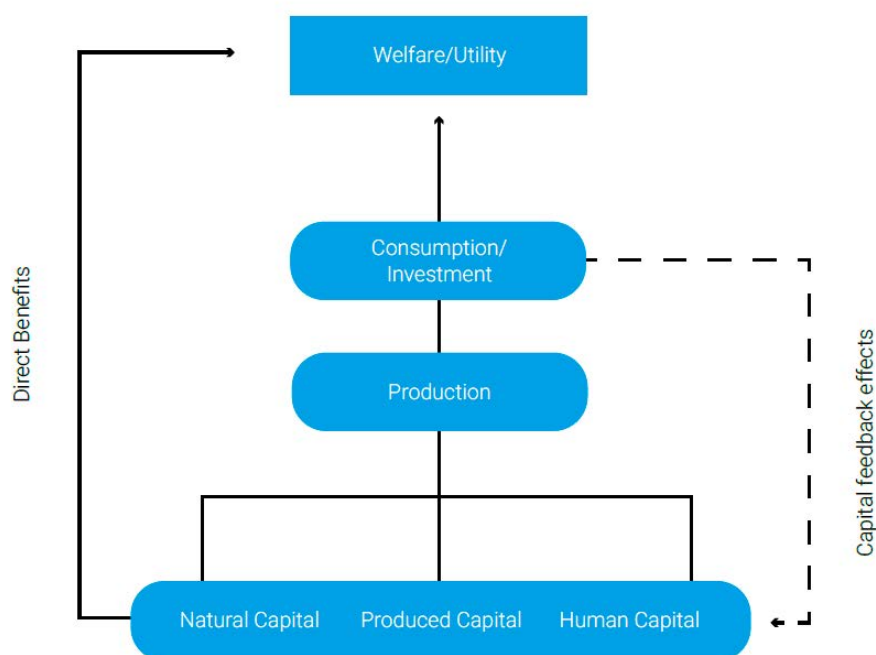 Welfare/Utility
Consumption/
Investment
Production
Natural Capital Produced Capital Human Capital
Direct Benefits
Capital feedback effects